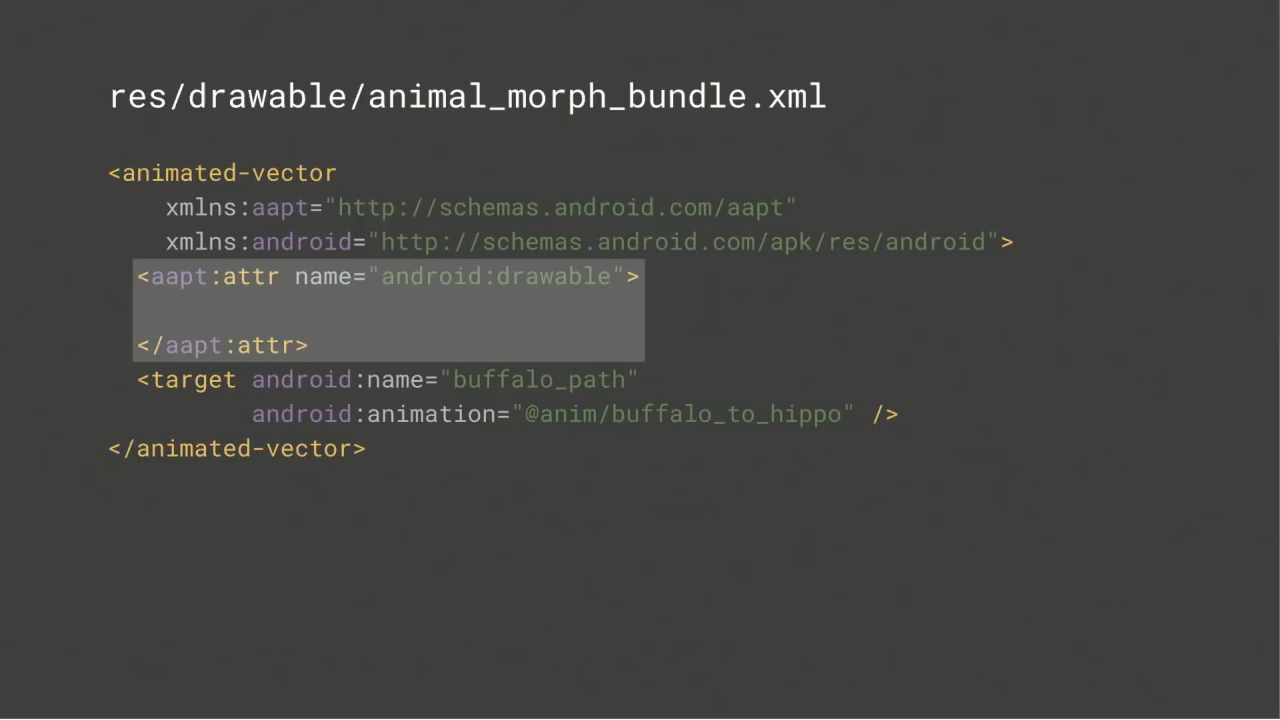 res/drawable/animal_morph_bundle.xml
<animated-vector
    xmlns:aapt="http://schemas.android.com/aapt"
    xmlns:android="http://schemas.android.com/apk/res/android">
  <aapt:attr name="android:drawable">
  </aapt:attr>
  <target android:name="buffalo_path"
          android:animation="@anim/buffalo_to_hippo" />
</animated-vector>